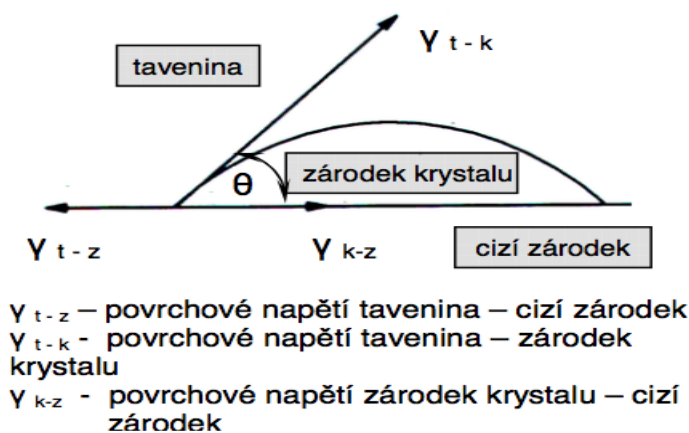 γ t - k
tavenina
zárodek krystalu
θ
γ t - z
γ k-z
cizí zárodek
γ t - z – povrchové napětí tavenina – cizí zárodek
γ t - k - povrchové napětí tavenina – zárodek
krystalu
γ k-z - povrchové napětí zárodek krystalu – cizí
zárodek